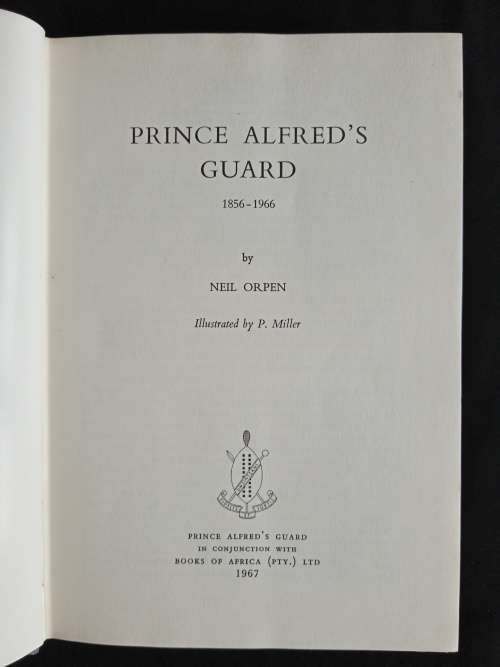 PRINCE ALFRED'S
GUARD
1856-1966
by
NEIL ORPEN
Illustrated by P. Miller
PRINCE ALFRED'S GUARD
IN CONJUNCTION WITH
BOOKS OF AFRICA (PTY.) LTD
1967